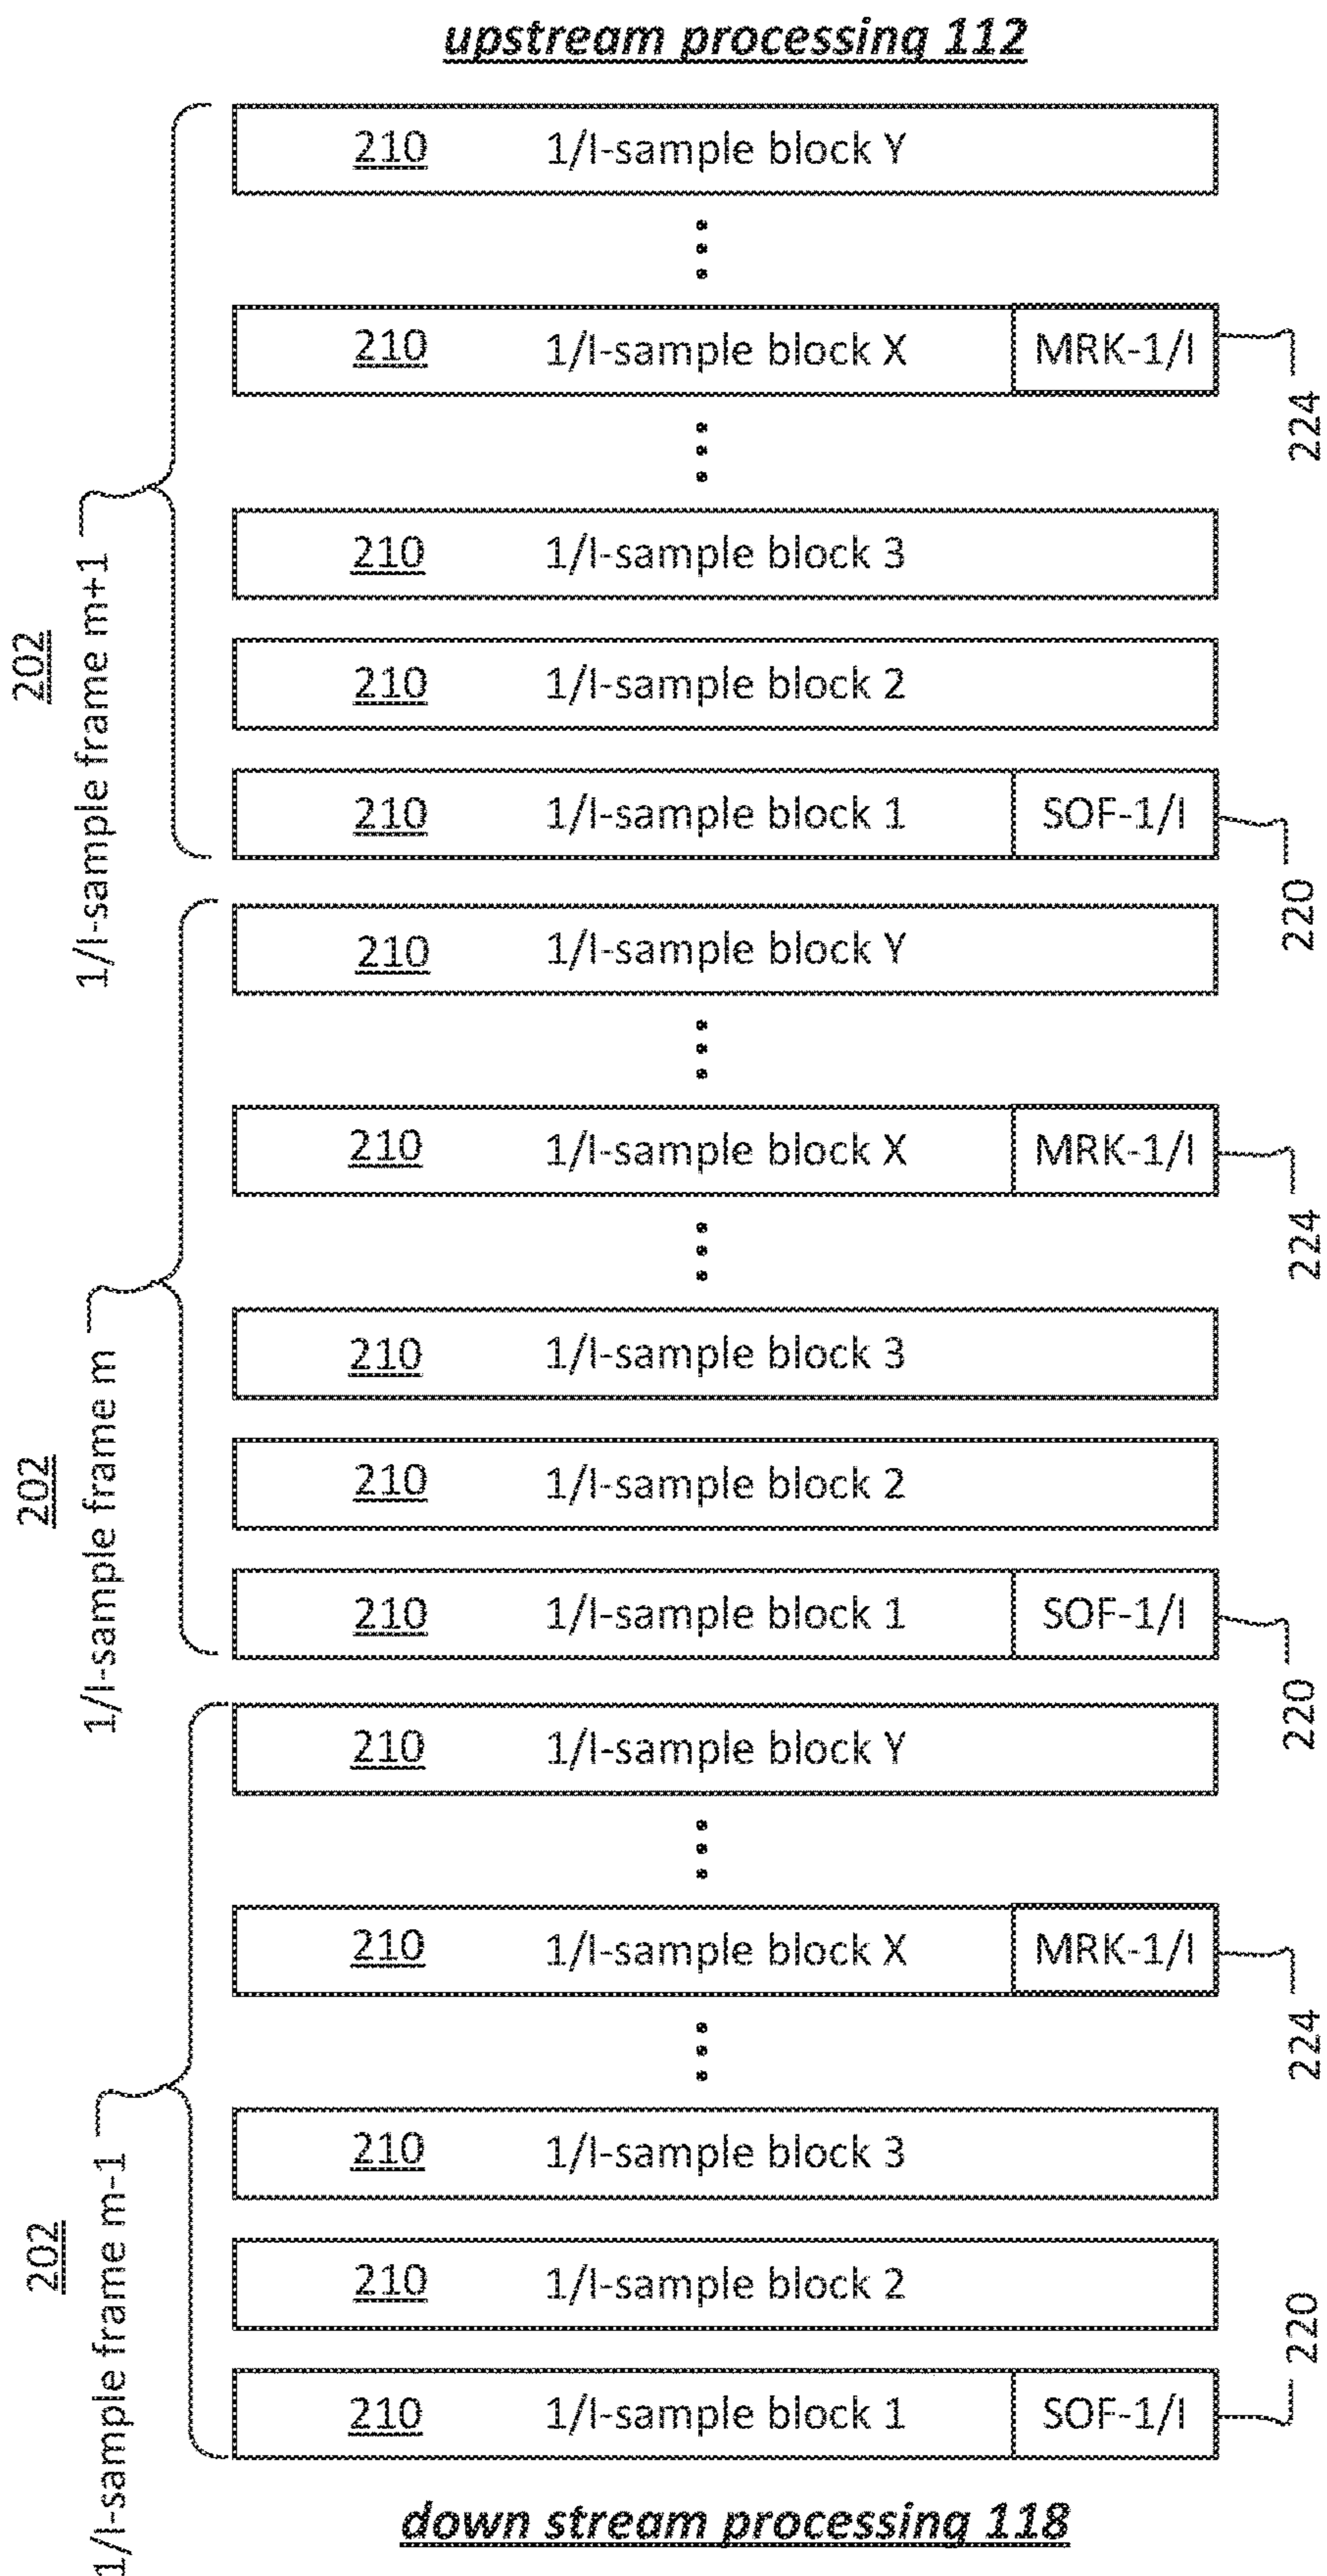 upstream processing 112
202
1/I-sample frame m+1
210 1/I-sample block Y
210 1/I-sample block X MRK-1/I
224
210 1/I-sample block 3
210 1/I-sample block 2
210 1/I-sample block 1 SOF-1/I
220
202
1/I-sample frame m
210 1/I-sample block Y
210 1/I-sample block X MRK-1/I
224
210 1/I-sample block 3
210 1/I-sample block 2
210 1/I-sample block 1 SOF-1/I
220
202
1/I-sample frame m-1
210 1/I-sample block Y
210 1/I-sample block X MRK-1/I
224
210 1/I-sample block 3
210 1/I-sample block 2
210 1/I-sample block 1 SOF-1/I
220
down stream processing 118